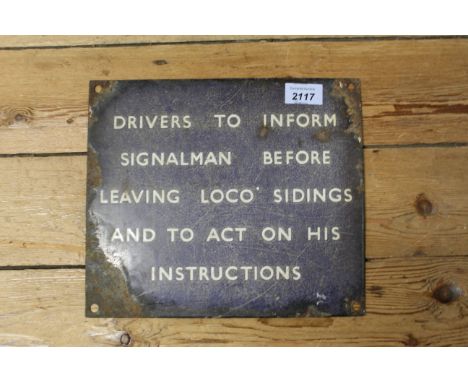 2117
DRIVERS TO INFORM
SIGNALMAN BEFORE
LEAVING LOCO' SIDINGS
AND TO ACT ON HIS
INSTRUCTIONS